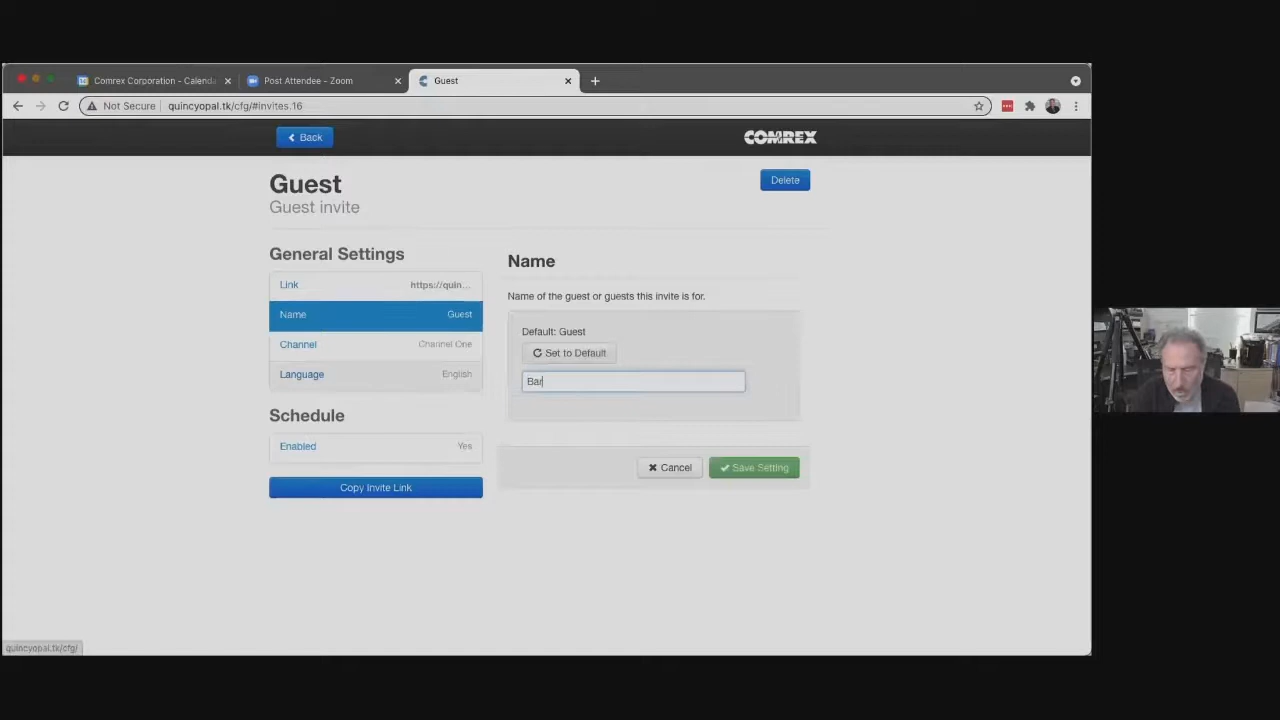 Comrex Corporation - Calenda
Post Attendee - Zoom
Guest
Not Secure
quincyopal.tk/cfg/#invites.16
Back
COMREX
Guest
Guest invite
Delete
General Settings
Link https://quin...
Name Guest
Channel Channel One
Language English
Schedule
Enabled Yes
Copy Invite Link
Name
Name of the guest or guests this invite is for.
Default: Guest
Set to Default
Bar
Cancel
Save Setting
quincyopal.tk/cfg/